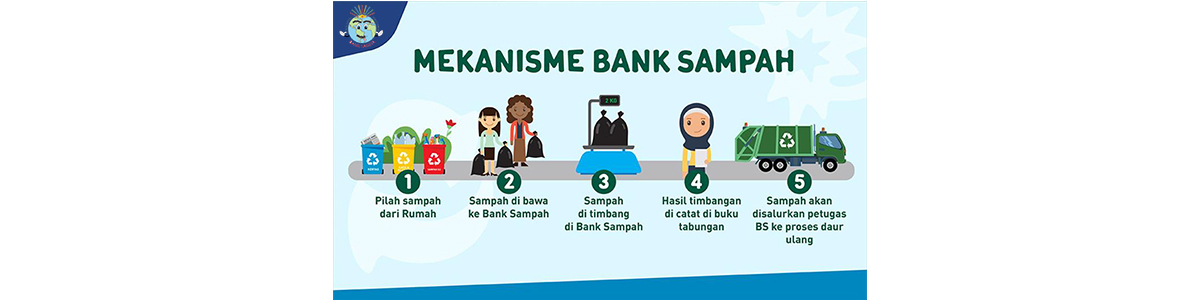 MEKANISME BANK SAMPAH
2 KG
1
Pilah sampah
dari Rumah
2
Sampah di bawa
ke Bank Sampah
3
Sampah
di timbang
di Bank Sampah
4
Hasil timbangan
di catat di buku
tabungan
5
Sampah akan
disalurkan petugas
BS ke proses daur
ulang